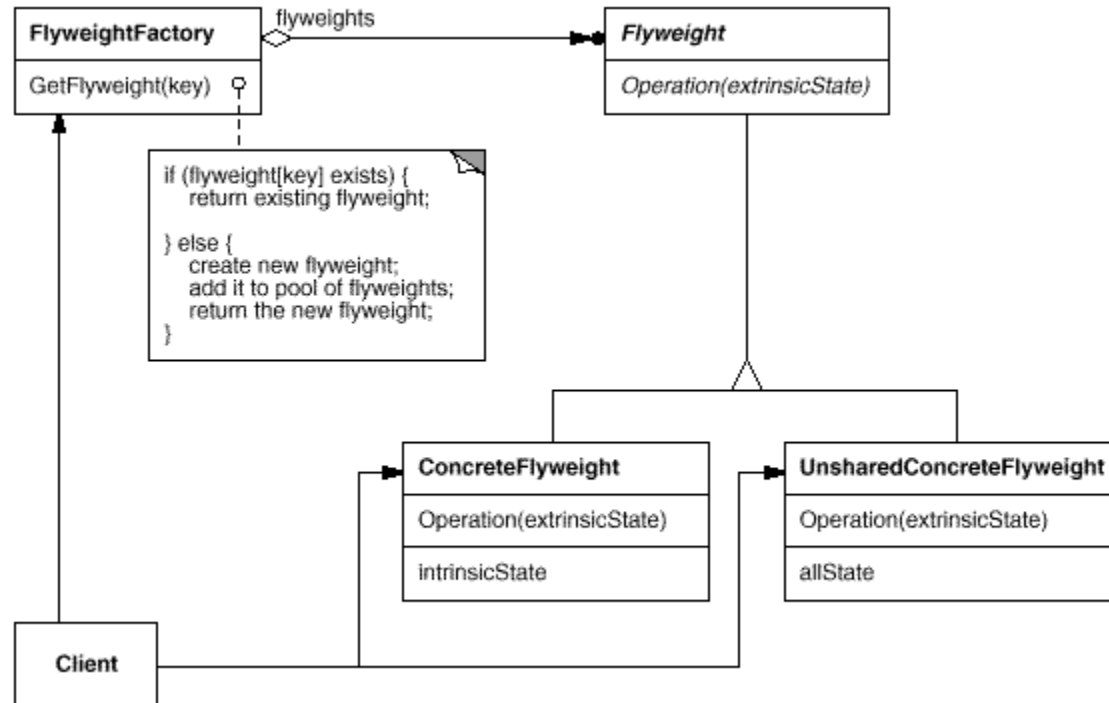 FlyweightFactory
GetFlyweight(key)
flyweights
Flyweight
Operation(extrinsicState)
if (flyweight[key] exists) {
return existing flyweight;
} else {
create new flyweight;
add it to pool of flyweights;
return the new flyweight;
}
ConcreteFlyweight
Operation(extrinsicState)
intrinsicState
UnsharedConcreteFlyweight
Operation(extrinsicState)
allState
Client